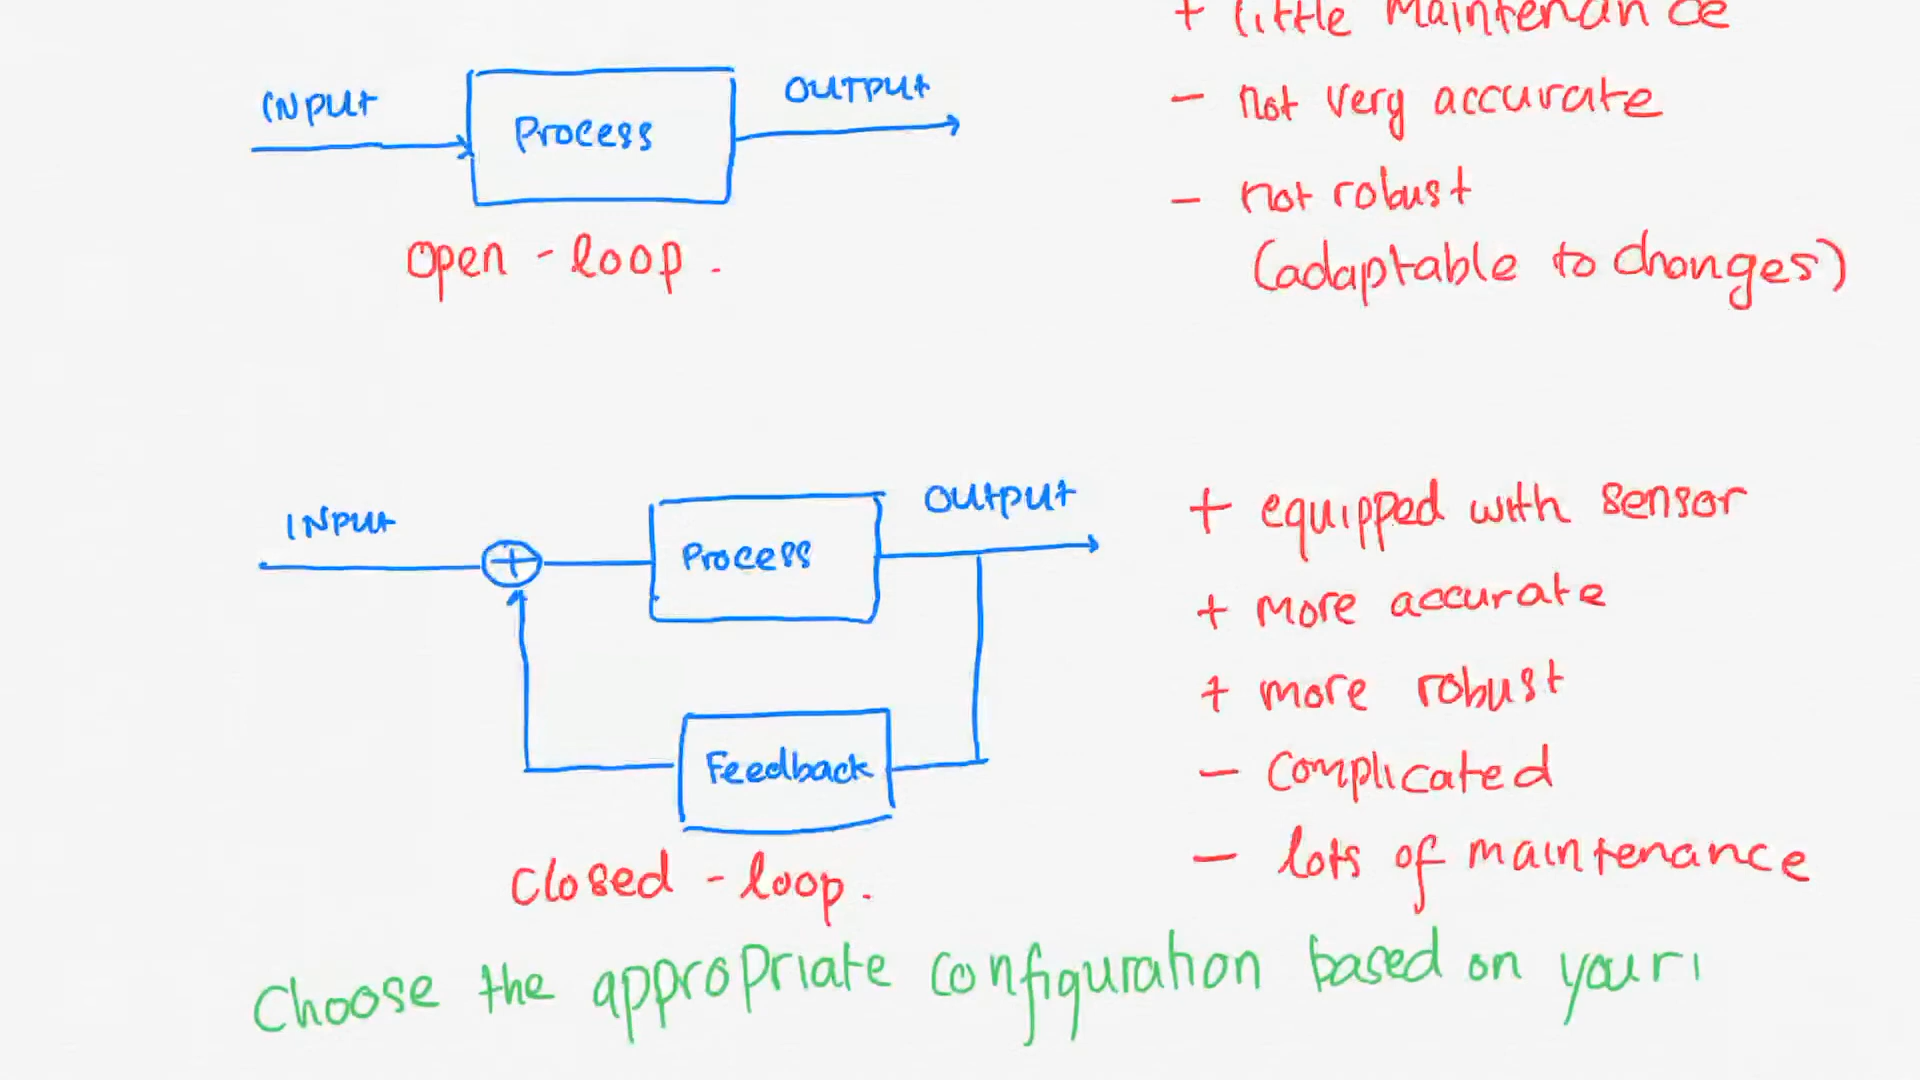 + little Maintenance
INPUT
Process
OUTPUT
- not very accurate
- not robust
(adaptable to changes)
open - loop.
INPUT
+
Process
OUTPUT
Feedback
closed - loop.
+ equipped with sensor
+ more accurate
+ more robust
- complicated
- lots of maintenance
Choose the appropriate configuration based on your